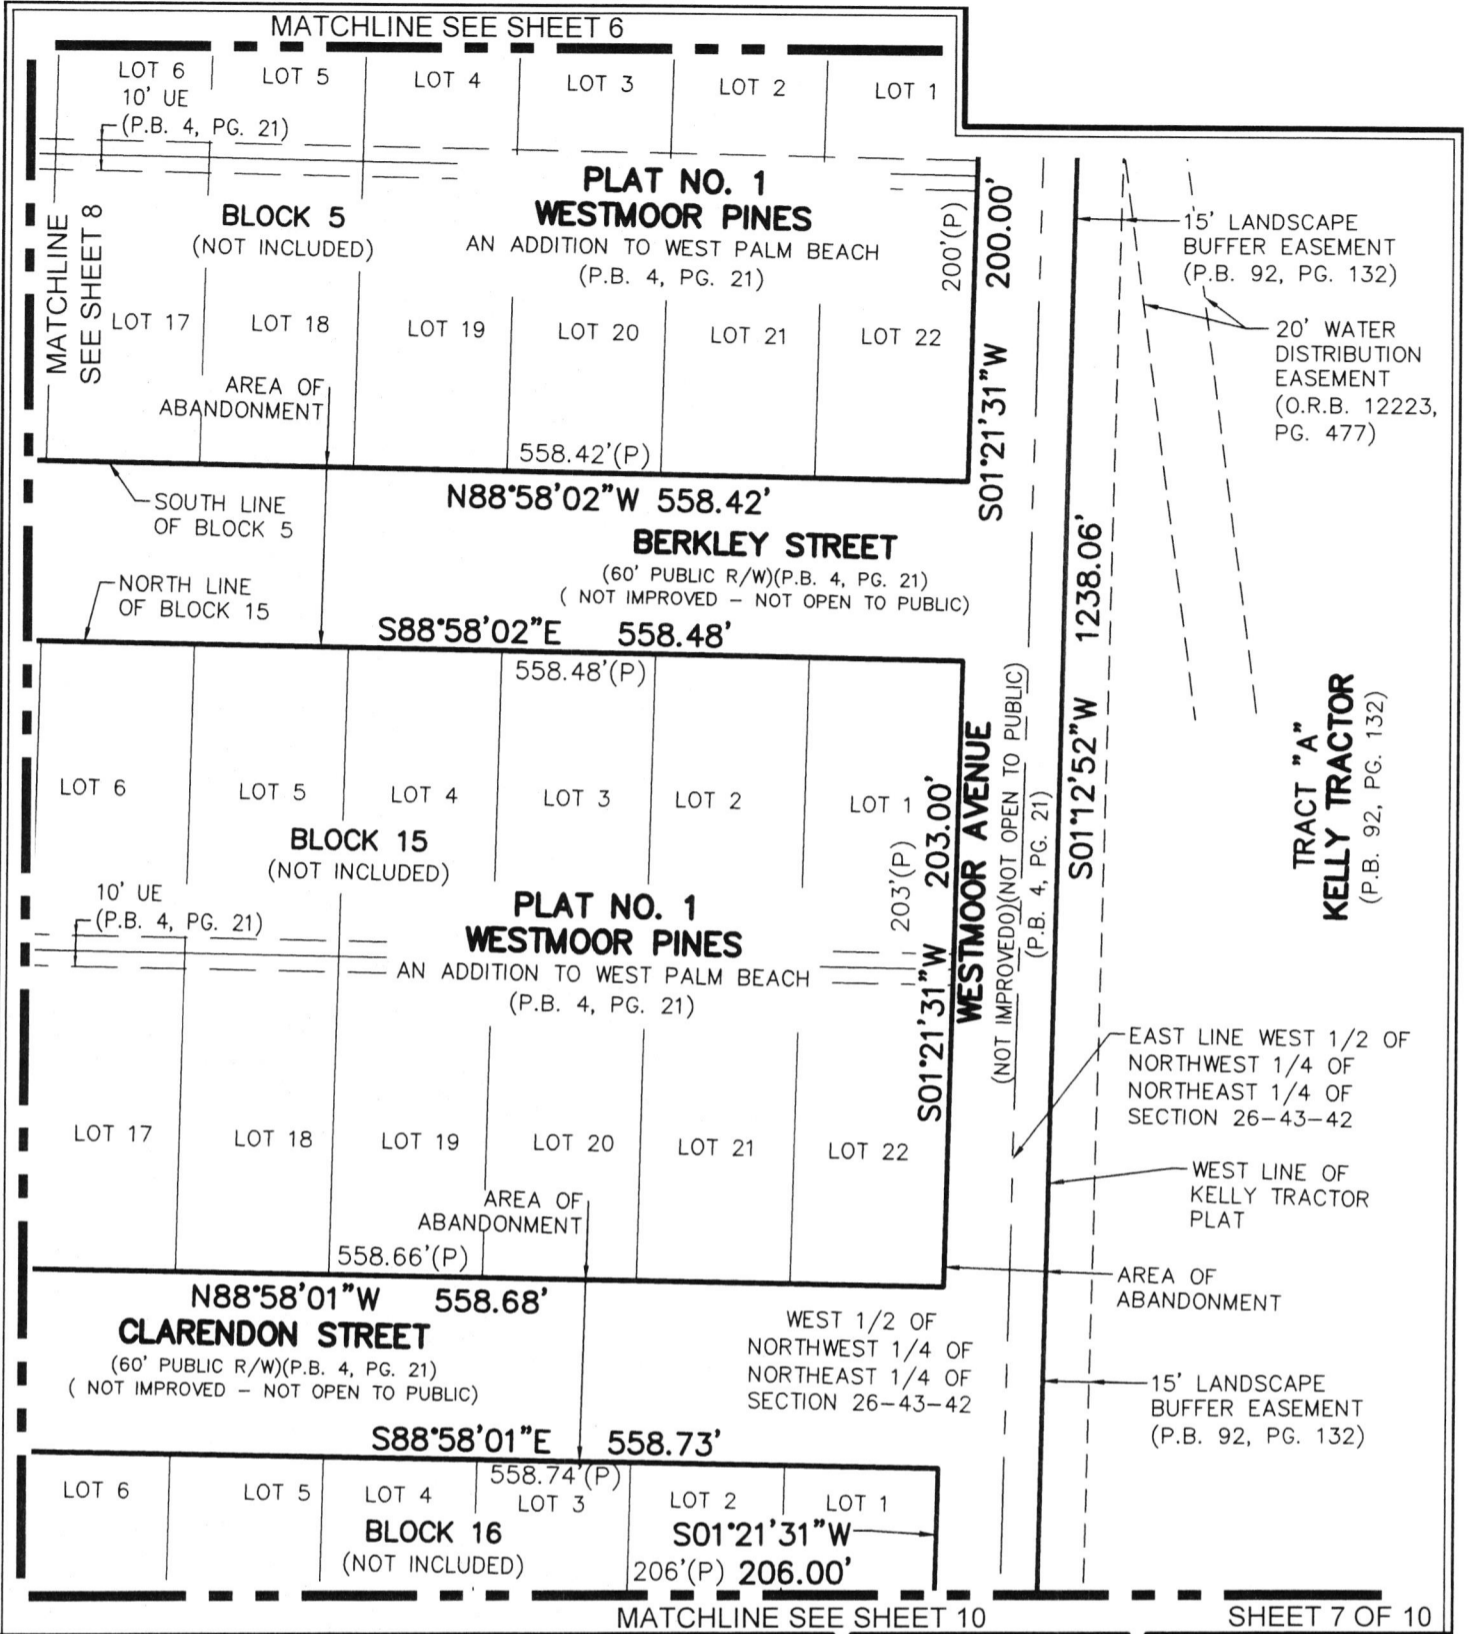 MATCHLINE SEE SHEET 6
LOT 6
LOT 5
LOT 4
LOT 3
LOT 2
LOT 1
10' UE
(P.B. 4, PG. 21)
MATCHLINE
SEE SHEET 8
BLOCK 5
(NOT INCLUDED)
PLAT NO. 1
WESTMOOR PINES
AN ADDITION TO WEST PALM BEACH
(P.B. 4, PG. 21)
200'(P)
200.00'
S01°21'31"W
15' LANDSCAPE
BUFFER EASEMENT
(P.B. 92, PG. 132)
20' WATER
DISTRIBUTION
EASEMENT
(O.R.B. 12223,
PG. 477)
LOT 17
LOT 18
LOT 19
LOT 20
LOT 21
LOT 22
AREA OF
ABANDONMENT
558.42'(P)
N88°58'02"W 558.42'
SOUTH LINE
OF BLOCK 5
BERKLEY STREET
(60' PUBLIC R/W)(P.B. 4, PG. 21)
( NOT IMPROVED – NOT OPEN TO PUBLIC)
NORTH LINE
OF BLOCK 15
S88°58'02"E 558.48'
558.48'(P)
S01°12'52"W 1238.06'
TRACT "A"
KELLY TRACTOR
(P.B. 92, PG. 132)
WESTMOOR AVENUE
(NOT IMPROVED)(NOT OPEN TO PUBLIC)
(P.B. 4, PG. 21)
LOT 6
LOT 5
LOT 4
LOT 3
LOT 2
LOT 1
BLOCK 15
(NOT INCLUDED)
203'(P)
S01°21'31"W 203.00'
10' UE
(P.B. 4, PG. 21)
PLAT NO. 1
WESTMOOR PINES
AN ADDITION TO WEST PALM BEACH
(P.B. 4, PG. 21)
EAST LINE WEST 1/2 OF
NORTHWEST 1/4 OF
NORTHEAST 1/4 OF
SECTION 26–43–42
LOT 17
LOT 18
LOT 19
LOT 20
LOT 21
LOT 22
WEST LINE OF
KELLY TRACTOR
PLAT
AREA OF
ABANDONMENT
558.66'(P)
N88°58'01"W 558.68'
AREA OF
ABANDONMENT
CLARENDON STREET
(60' PUBLIC R/W)(P.B. 4, PG. 21)
( NOT IMPROVED – NOT OPEN TO PUBLIC)
WEST 1/2 OF
NORTHWEST 1/4 OF
NORTHEAST 1/4 OF
SECTION 26–43–42
15' LANDSCAPE
BUFFER EASEMENT
(P.B. 92, PG. 132)
S88°58'01"E 558.73'
558.74'(P)
LOT 6
LOT 5
LOT 4
LOT 3
LOT 2
LOT 1
BLOCK 16
(NOT INCLUDED)
S01°21'31"W
206'(P) 206.00'
MATCHLINE SEE SHEET 10
SHEET 7 OF 10